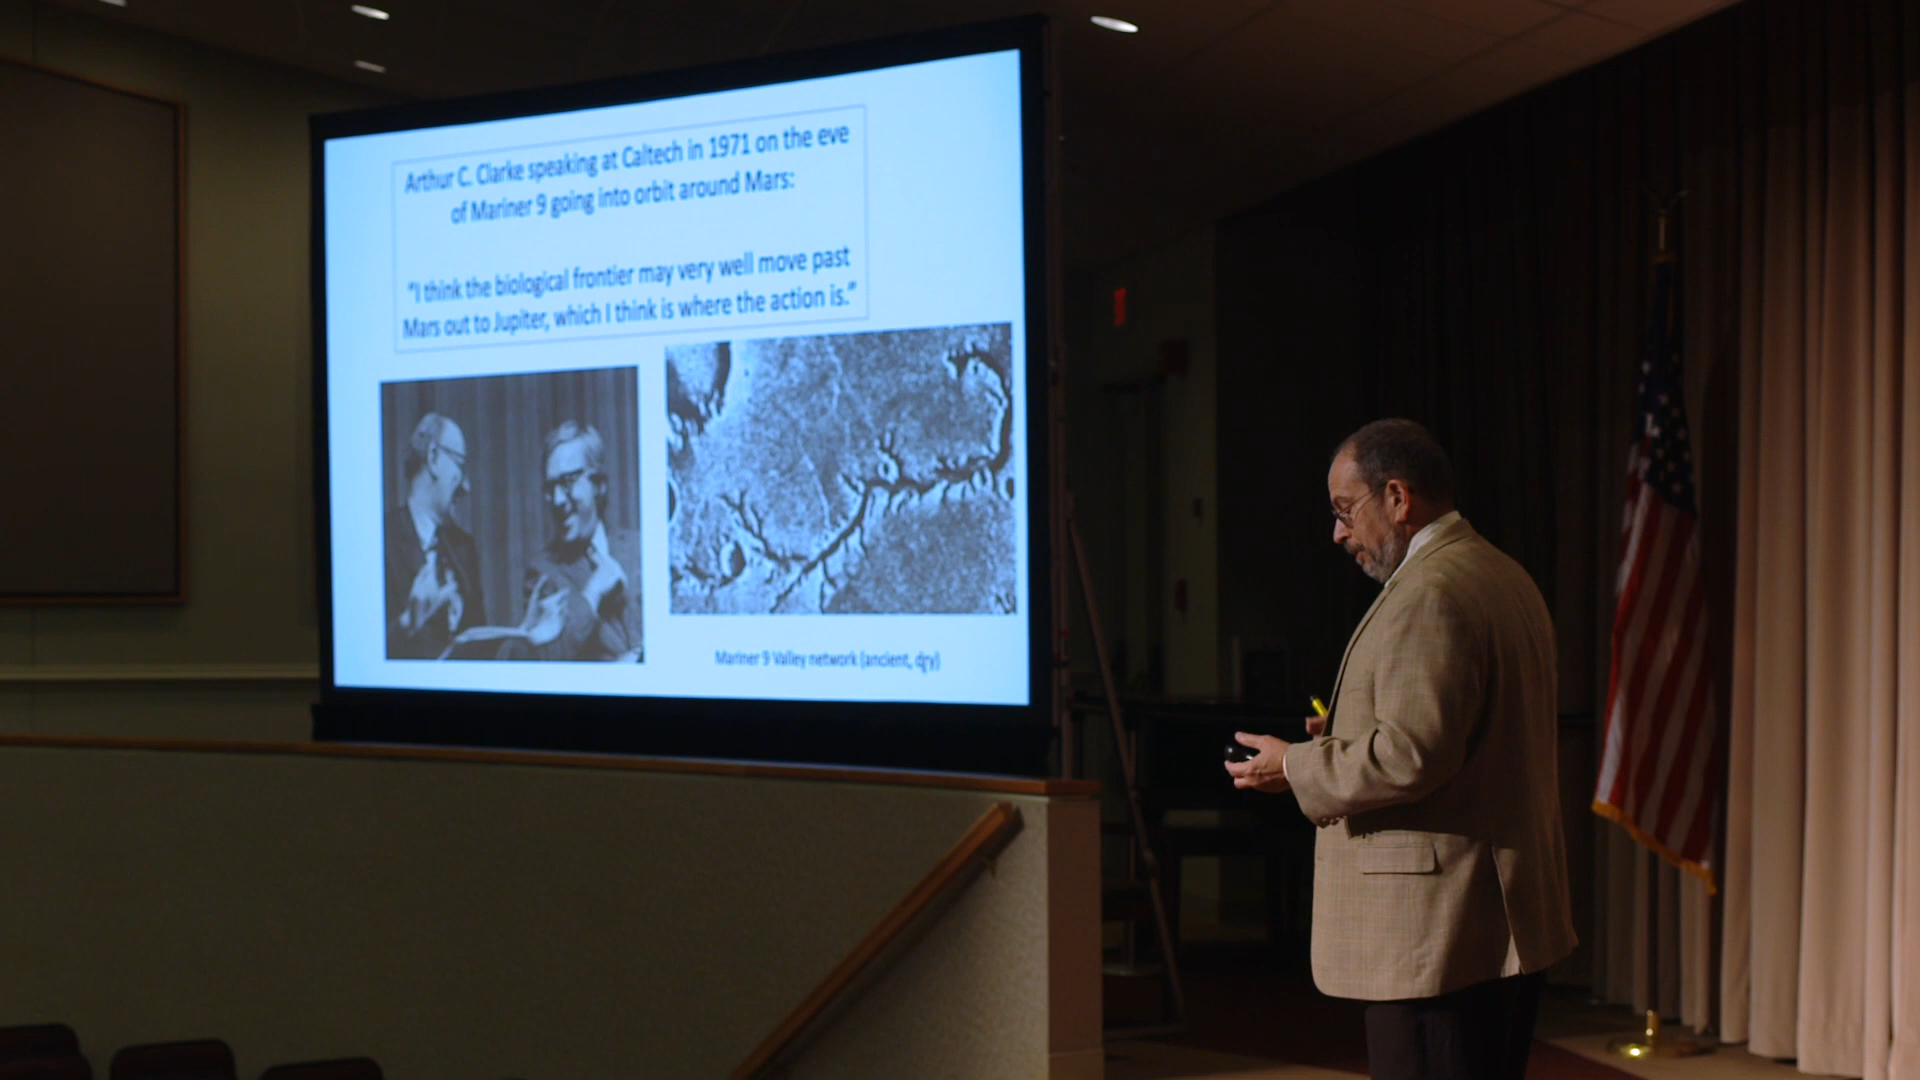 Arthur C. Clarke speaking at Caltech in 1971 on the eve
of Mariner 9 going into orbit around Mars:
"I think the biological frontier may very well move past
Mars out to Jupiter, which I think is where the action is."
Mariner 9 Valley network (ancient, dry)